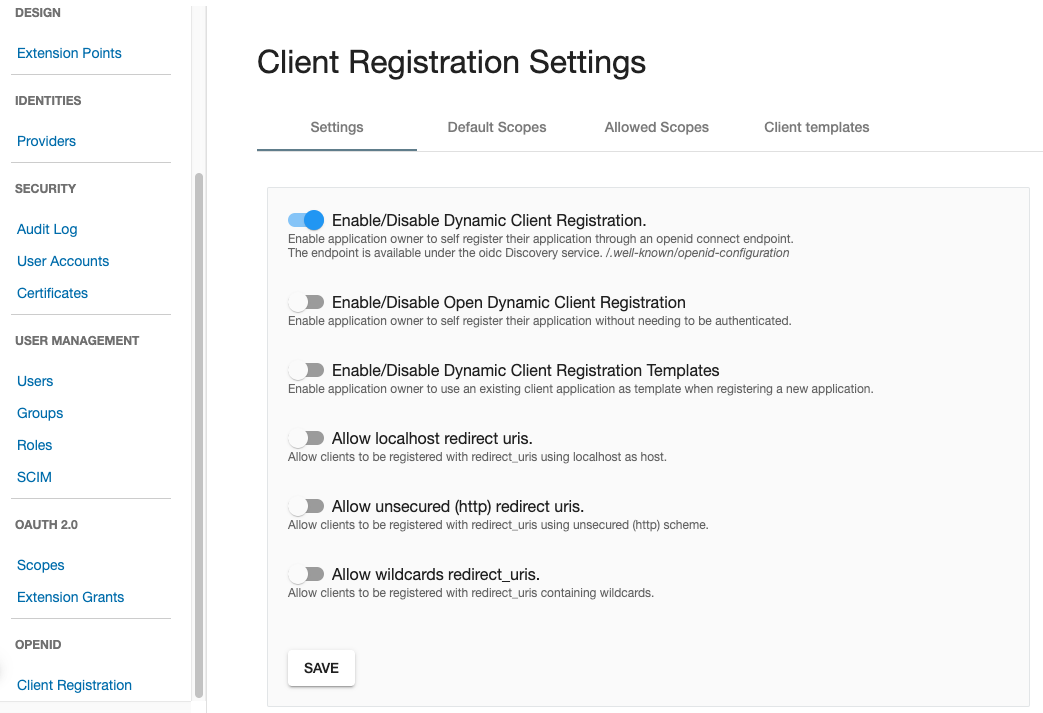 DESIGN
Extension Points
IDENTITIES
Providers
SECURITY
Audit Log
User Accounts
Certificates
USER MANAGEMENT
Users
Groups
Roles
SCIM
OAUTH 2.0
Scopes
Extension Grants
OPENID
Client Registration
Client Registration Settings
Settings
Default Scopes
Allowed Scopes
Client templates
Enable/Disable Dynamic Client Registration.
Enable application owner to self register their application through an openid connect endpoint.
The endpoint is available under the oidc Discovery service. /.well-known/openid-configuration
Enable/Disable Open Dynamic Client Registration
Enable application owner to self register their application without needing to be authenticated.
Enable/Disable Dynamic Client Registration Templates
Enable application owner to use an existing client application as template when registering a new application.
Allow localhost redirect uris.
Allow clients to be registered with redirect_uris using localhost as host.
Allow unsecured (http) redirect uris.
Allow clients to be registered with redirect_uris using unsecured (http) scheme.
Allow wildcards redirect_uris.
Allow clients to be registered with redirect_uris containing wildcards.
SAVE